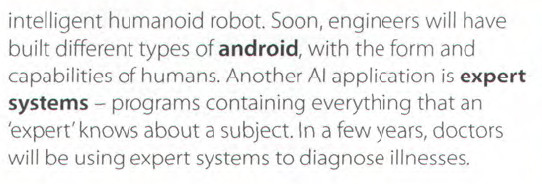 intelligent humanoid robot. Soon, engineers will have
built different types of android, with the form and
capabilities of humans. Another AI application is expert
systems – programs containing everything that an
'expert' knows about a subject. In a few years, doctors
will be using expert systems to diagnose illnesses.